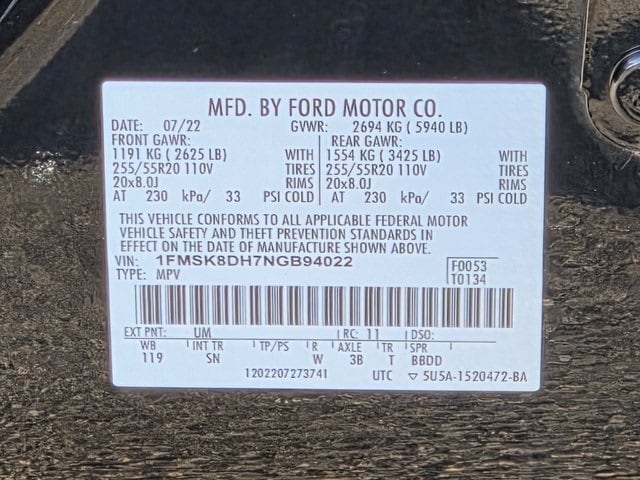 MFD. BY FORD MOTOR CO.
DATE: 07/22 GVWR: 2694 KG ( 5940 LB)
FRONT GAWR: REAR GAWR:
1191 KG ( 2625 LB) WITH 1554 KG ( 3425 LB) WITH
255/55R20 110V TIRES 255/55R20 110V TIRES
20x8.0J RIMS 20x8.0J RIMS
AT 230 kPa/ 33 PSI COLD AT 230 kPa/ 33 PSI COLD
THIS VEHICLE CONFORMS TO ALL APPLICABLE FEDERAL MOTOR
VEHICLE SAFETY AND THEFT PREVENTION STANDARDS IN
EFFECT ON THE DATE OF MANUFACTURE SHOWN ABOVE.
VIN: 1FMSK8DH7NGB94022 F0053
TYPE: MPV T0134
EXT PNT: UM RC: 11 DSO:
WB INT TR TP/PS R AXLE TR SPR
119 SN W 3B T BBDD
1202207273741 UTC ▽ 5U5A-1520472-BA